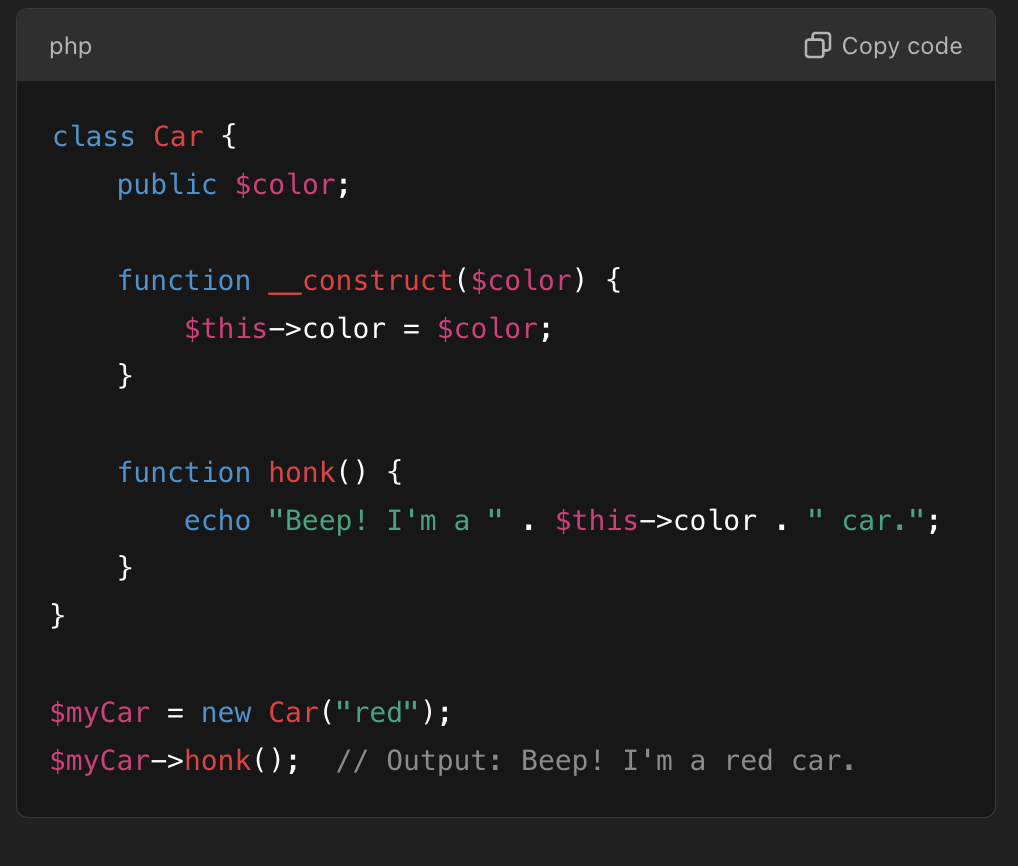 php
Copy code
class Car {
    public $color;

    function __construct($color) {
        $this->color = $color;
    }

    function honk() {
        echo "Beep! I'm a " . $this->color . " car.";
    }
}

$myCar = new Car("red");
$myCar->honk();  // Output: Beep! I'm a red car.